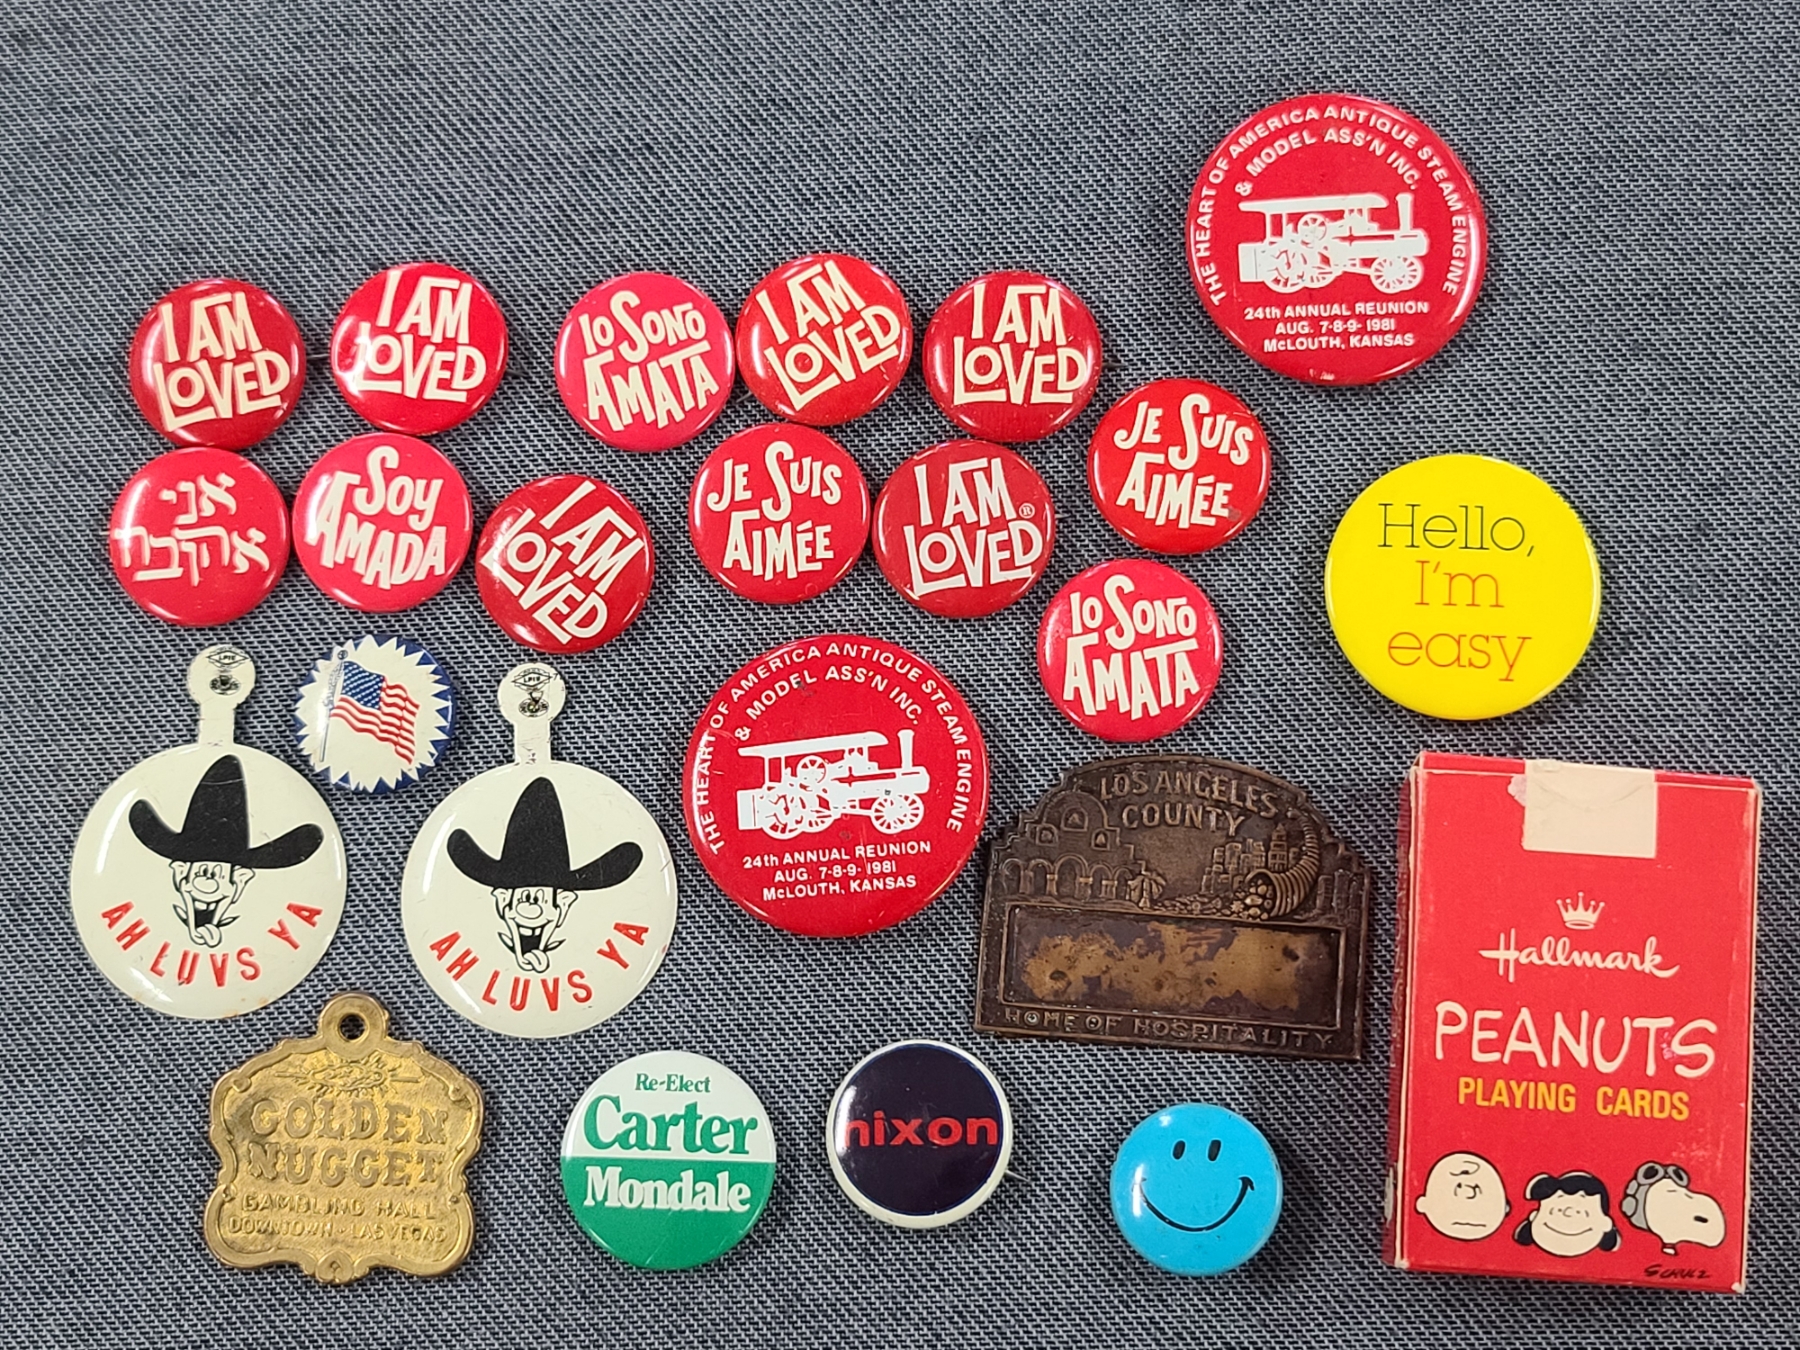 THE HEART OF AMERICA ANTIQUE STEAM ENGINE
& MODEL ASS'N INC.
24th ANNUAL REUNION
AUG. 7-8-9- 1981
McLOUTH, KANSAS
I AM
LOVED
I AM
LOVED
IO SONO
AMATA
I AM
LOVED
I AM
LOVED
JE SUIS
AIMÉE
אני
אהובה
SOY
AMADA
I AM
LOVED
JE SUIS
AIMÉE
I AM
LOVED®
IO SONO
AMATA
Hello,
I'm
easy
AH LUVS YA
AH LUVS YA
THE HEART OF AMERICA ANTIQUE STEAM ENGINE
& MODEL ASS'N INC.
24th ANNUAL REUNION
AUG. 7-8-9- 1981
McLOUTH, KANSAS
LOS ANGELES
COUNTY
HOME OF HOSPITALITY
Hallmark
PEANUTS
PLAYING CARDS
SCHULZ
GOLDEN
NUGGET
GAMBLING HALL
DOWNTOWN - LAS VEGAS
Re-Elect
Carter
Mondale
nixon